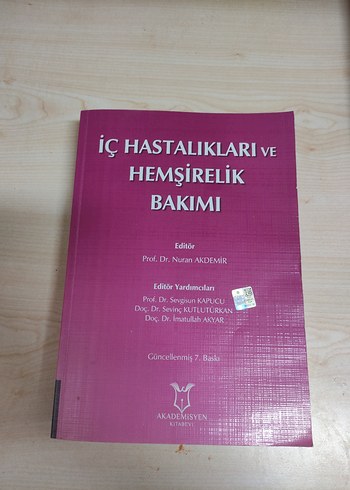 İÇ HASTALIKLARI VE
HEMŞİRELİK
BAKIMI
Editör
Prof. Dr. Nuran AKDEMİR
Editör Yardımcıları
Prof. Dr. Sevgisun KAPUCU
Doç. Dr. Sevinç KUTLUTÜRKAN
Doç. Dr. İmatullah AKYAR
Güncellenmiş 7. Baskı
AKADEMİSYEN
KİTABEVİ